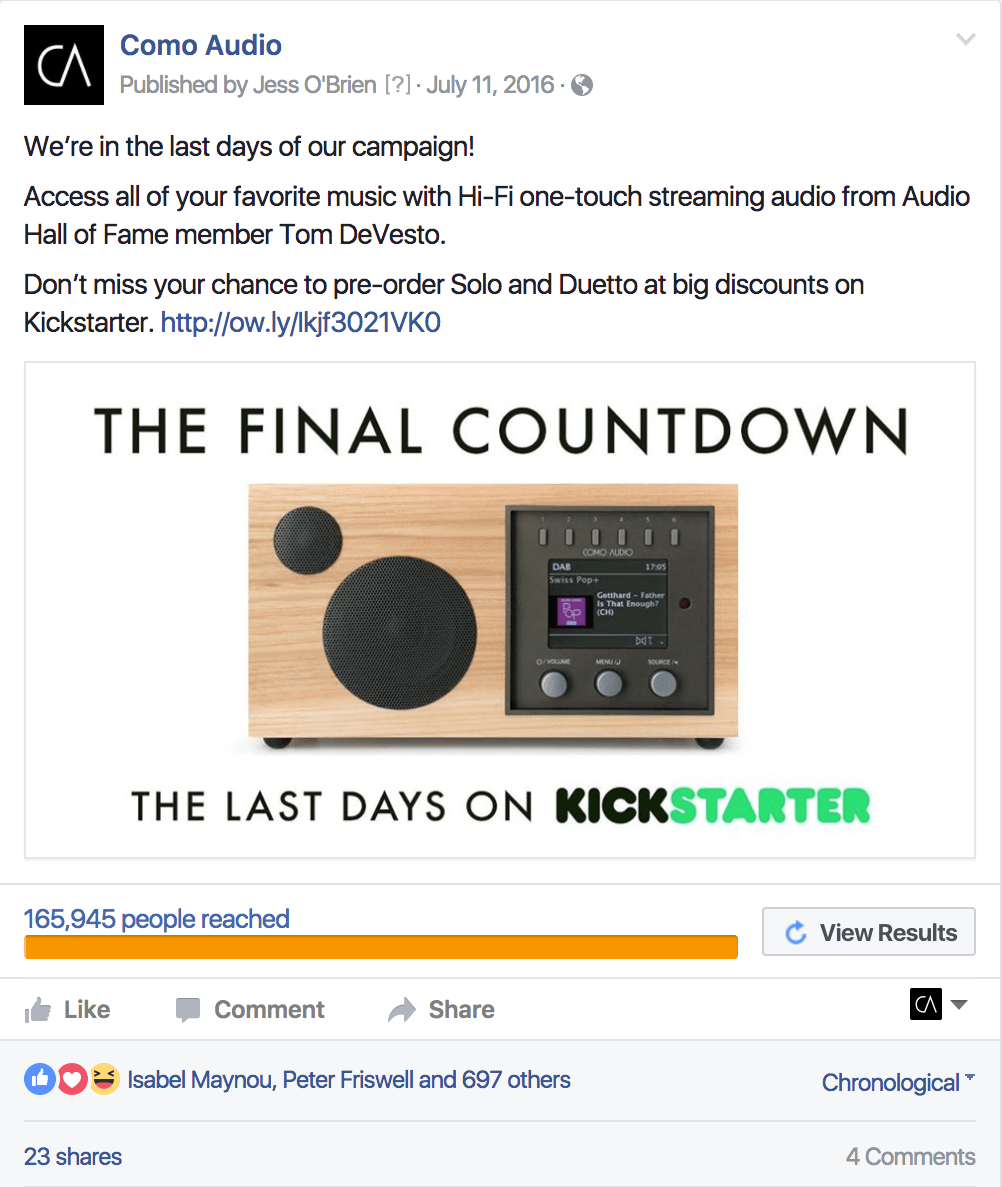 CA
Como Audio
Published by Jess O'Brien [?] · July 11, 2016 ·
We're in the last days of our campaign!
Access all of your favorite music with Hi-Fi one-touch streaming audio from Audio
Hall of Fame member Tom DeVesto.
Don't miss your chance to pre-order Solo and Duetto at big discounts on
Kickstarter. http://ow.ly/lkjf3021VK0
THE FINAL COUNTDOWN
1 2 3 4 5 6
COMO AUDIO
DAB 17:05
Swiss Pop+
Gotthard - Father
Is That Enough?
(CH)
POP
/VOLUME MENU/ SOURCE/
THE LAST DAYS ON KICKSTARTER
165,945 people reached
View Results
Like Comment Share CA
Isabel Maynou, Peter Friswell and 697 others Chronological
23 shares 4 Comments